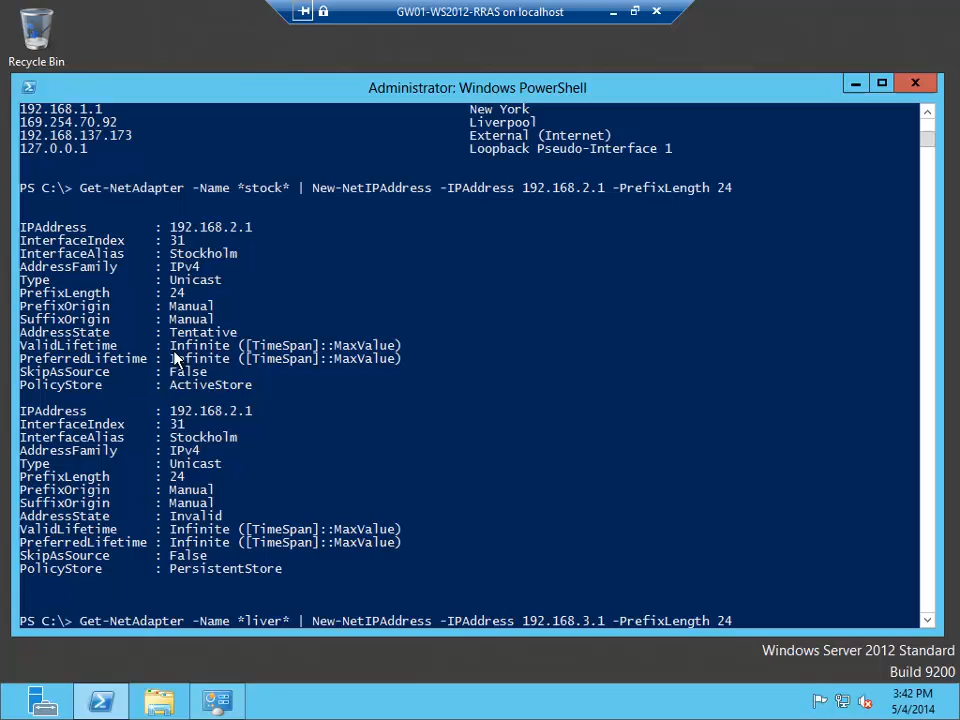 GW01-WS2012-RRAS on localhost
Recycle Bin
Administrator: Windows PowerShell
192.168.1.1 New York
169.254.70.92 Liverpool
192.168.137.173 External (Internet)
127.0.0.1 Loopback Pseudo-Interface 1
PS C:\> Get-NetAdapter -Name *stock* | New-NetIPAddress -IPAddress 192.168.2.1 -PrefixLength 24
IPAddress : 192.168.2.1
InterfaceIndex : 31
InterfaceAlias : Stockholm
AddressFamily : IPv4
Type : Unicast
PrefixLength : 24
PrefixOrigin : Manual
SuffixOrigin : Manual
AddressState : Tentative
ValidLifetime : Infinite ([TimeSpan]::MaxValue)
PreferredLifetime : Infinite ([TimeSpan]::MaxValue)
SkipAsSource : False
PolicyStore : ActiveStore
IPAddress : 192.168.2.1
InterfaceIndex : 31
InterfaceAlias : Stockholm
AddressFamily : IPv4
Type : Unicast
PrefixLength : 24
PrefixOrigin : Manual
SuffixOrigin : Manual
AddressState : Invalid
ValidLifetime : Infinite ([TimeSpan]::MaxValue)
PreferredLifetime : Infinite ([TimeSpan]::MaxValue)
SkipAsSource : False
PolicyStore : PersistentStore
PS C:\> Get-NetAdapter -Name *liver* | New-NetIPAddress -IPAddress 192.168.3.1 -PrefixLength 24
Windows Server 2012 Standard
Build 9200
3:42 PM
5/4/2014